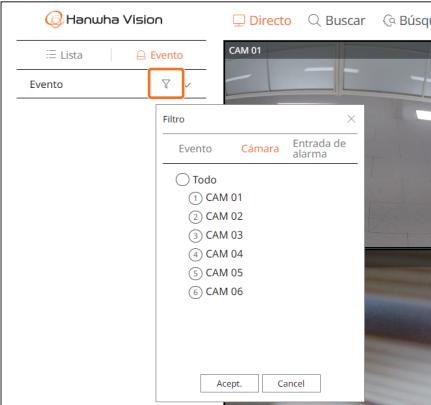 Hanwha Vision
Directo
Buscar
Lista
Evento
CAM 01
Evento
Filtro
Evento
Cámara
Entrada de
alarma
Todo
1 CAM 01
2 CAM 02
3 CAM 03
4 CAM 04
5 CAM 05
6 CAM 06
Acept.
Cancel